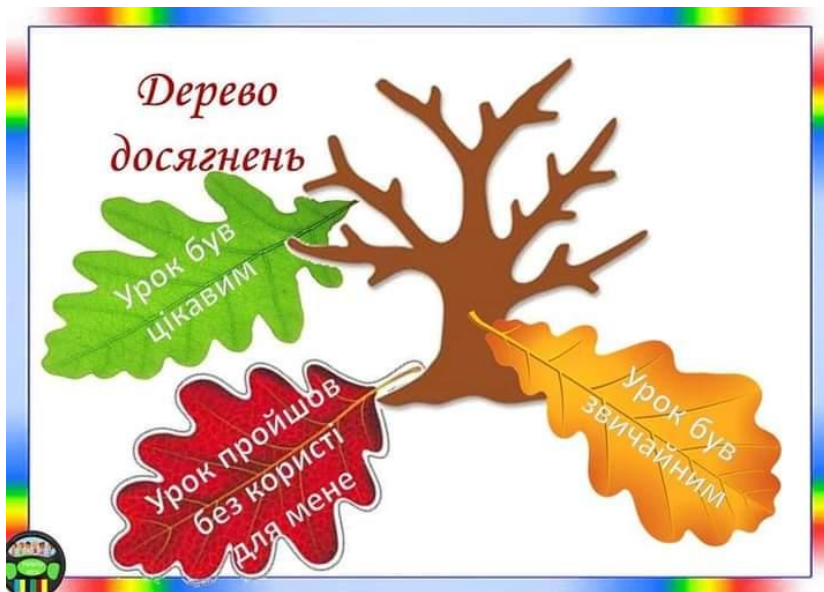 Дерево
досягнень
Урок був
цікавим
Урок пройшов
без користі
для мене
Урок був
звичайним